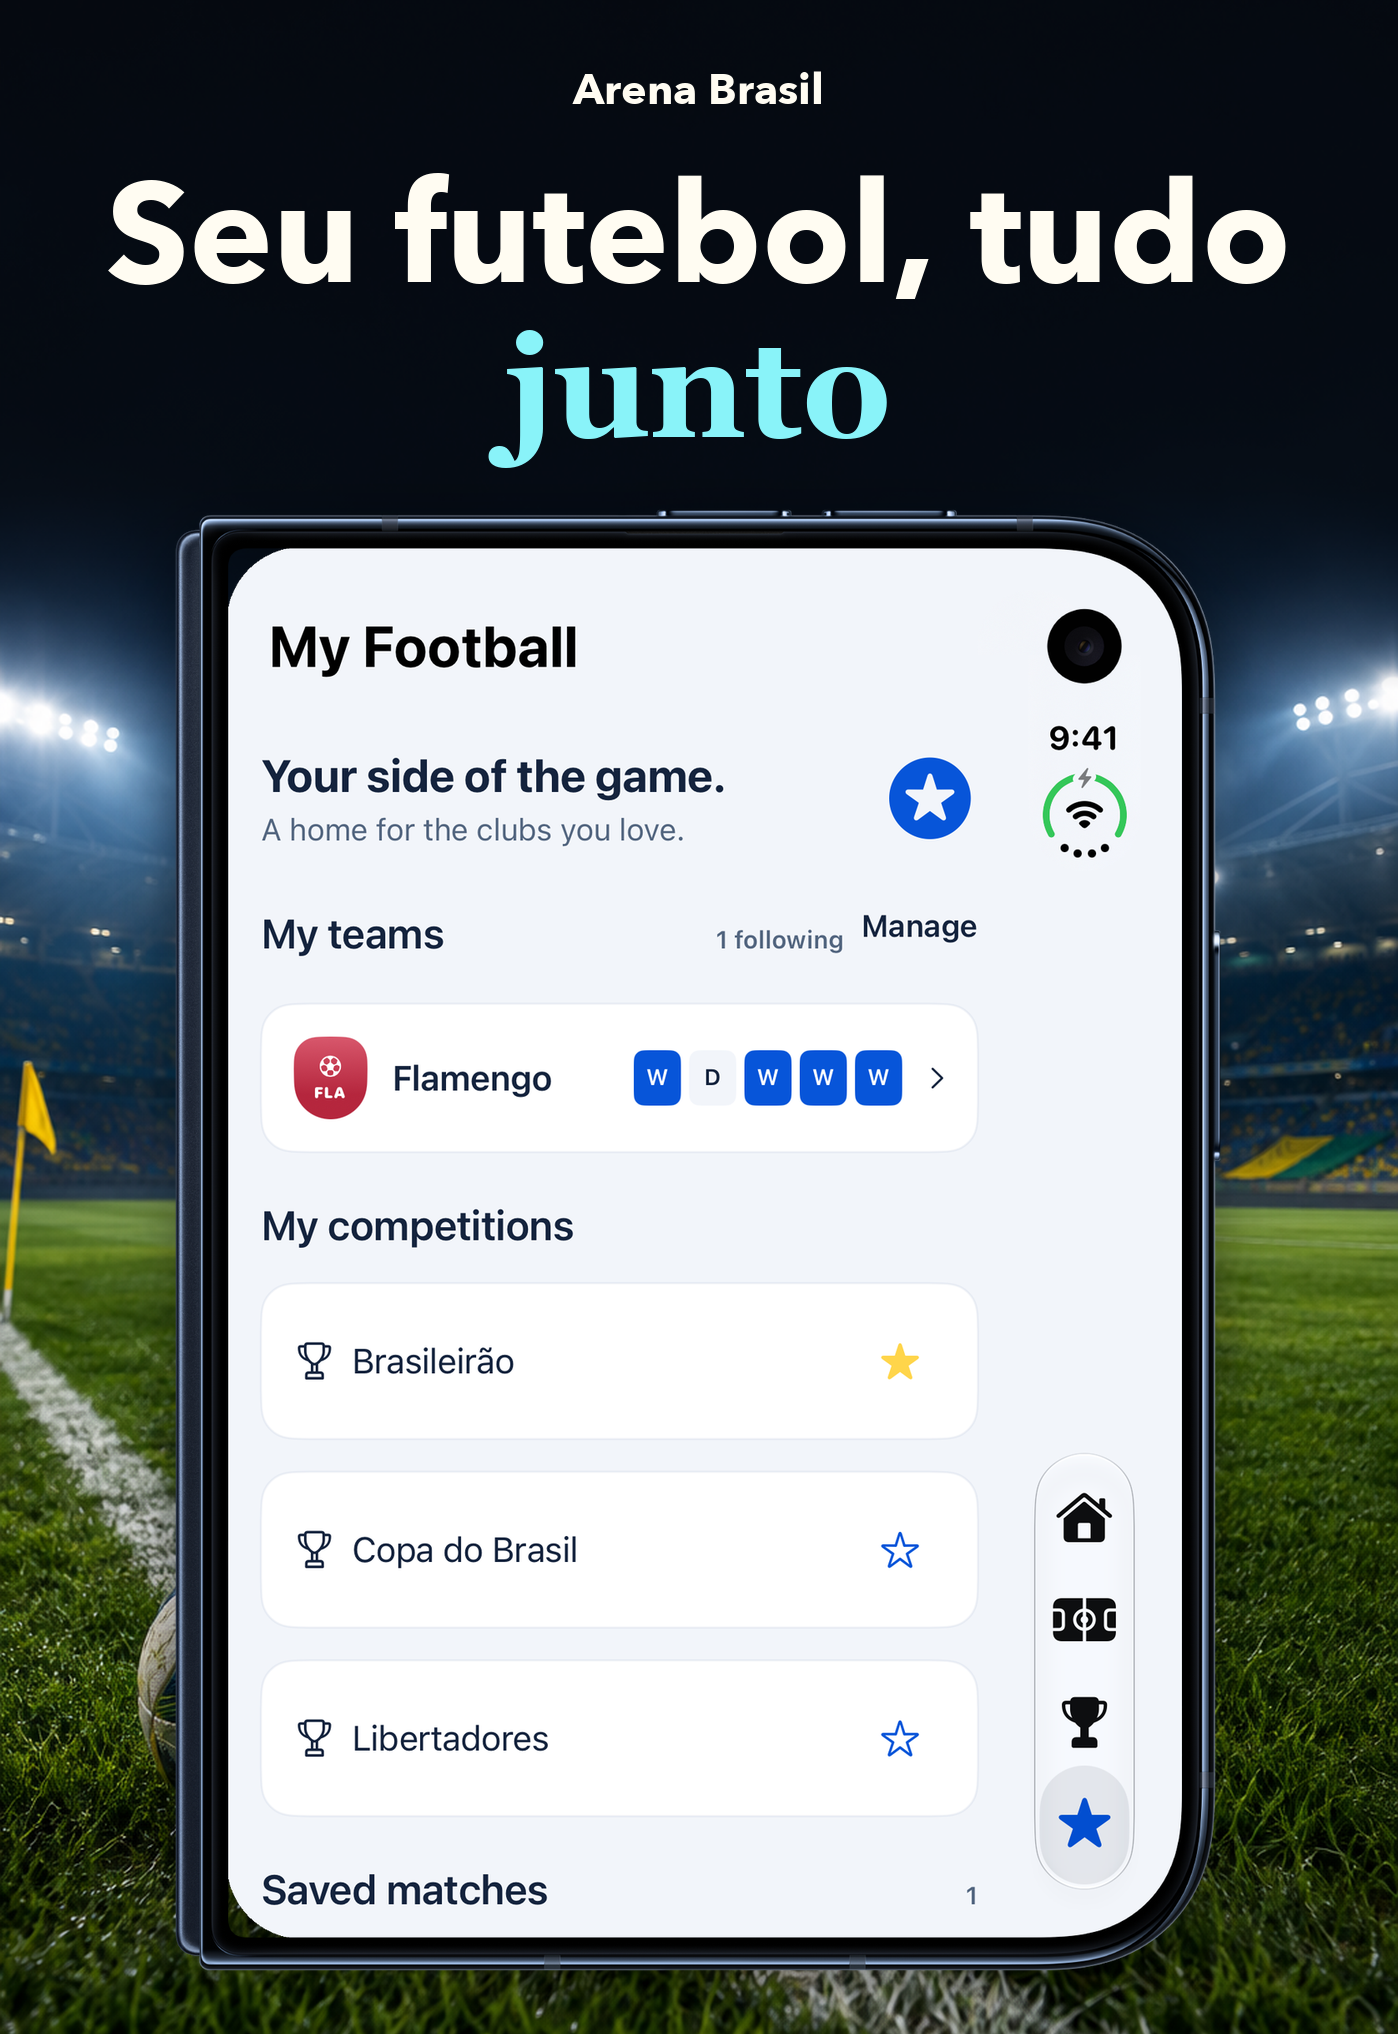 Arena Brasil
Seu futebol, tudo
junto
My Football
9:41
Your side of the game.
A home for the clubs you love.
My teams
1 following
Manage
FLA
Flamengo
W D W W W
My competitions
Brasileirão
Copa do Brasil
Libertadores
Saved matches
1